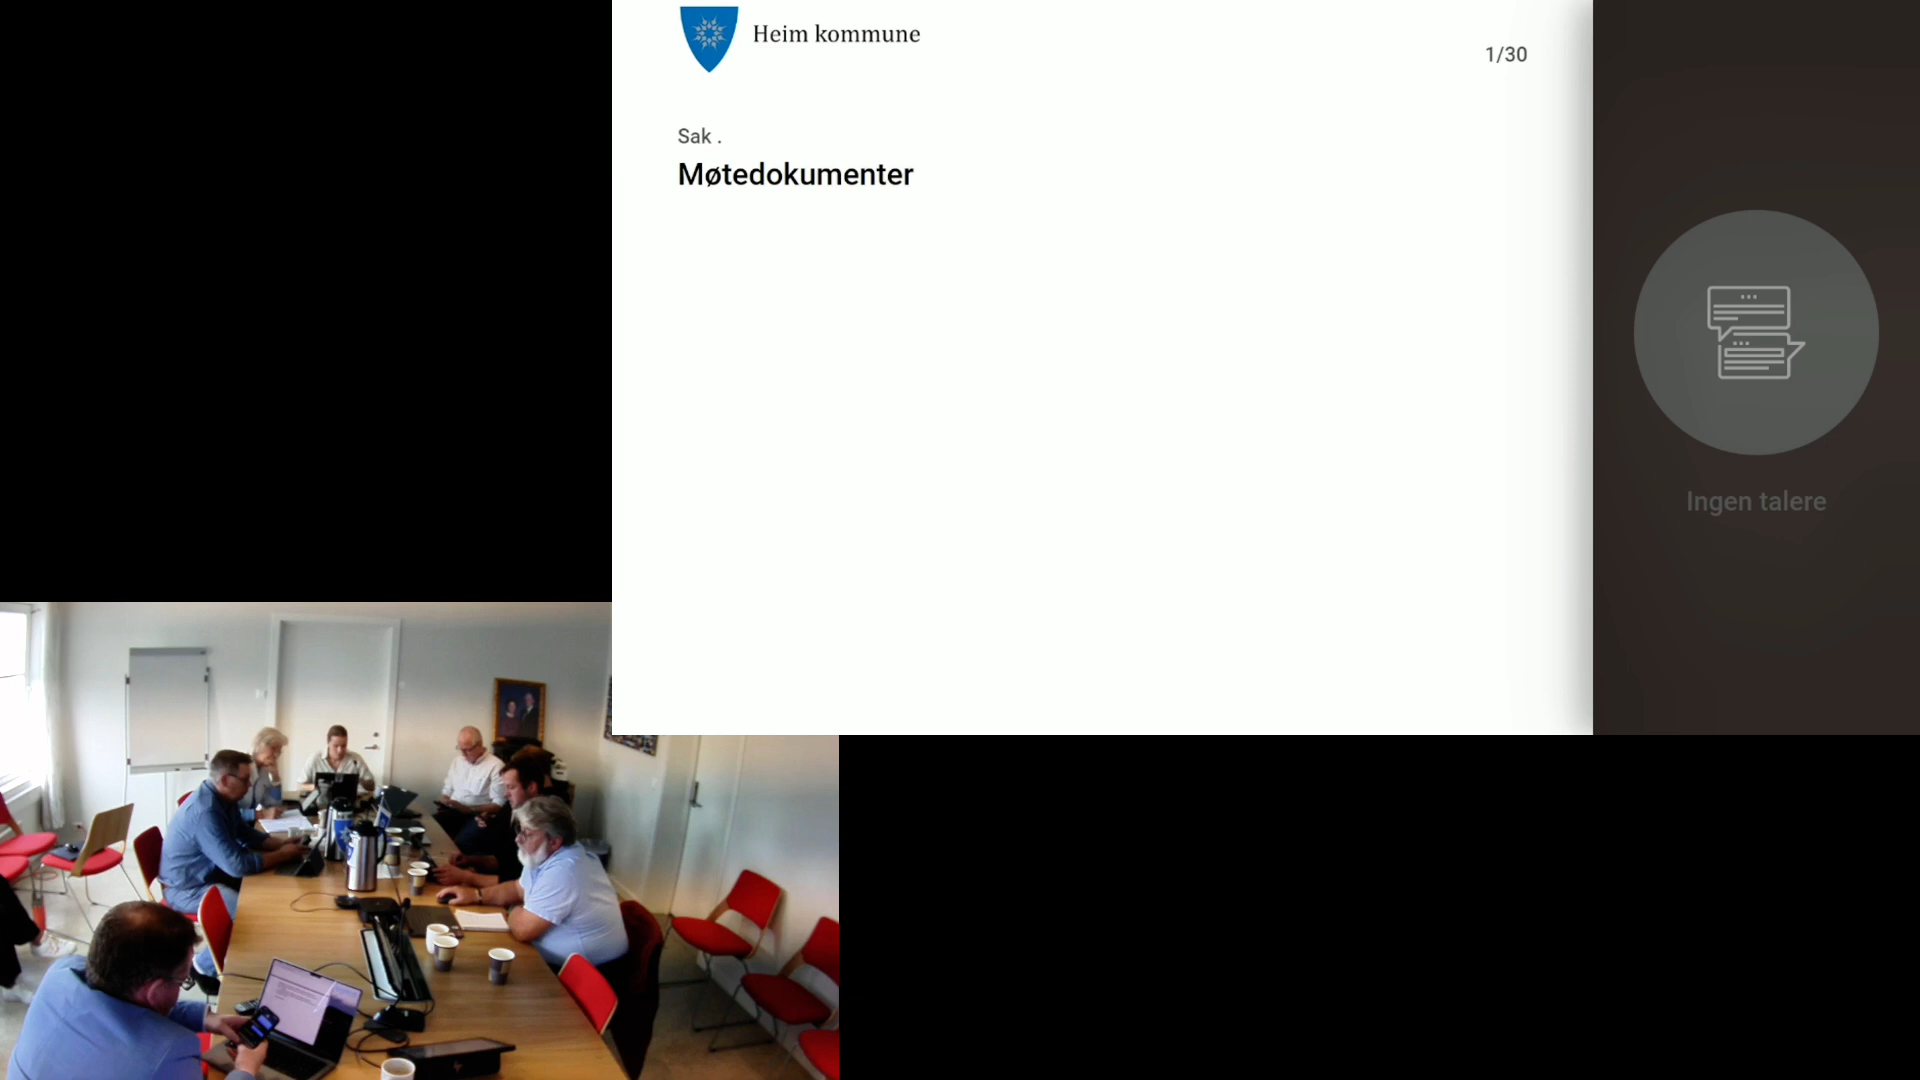 Heim kommune
1/30
Sak .
Møtedokumenter
Ingen talere